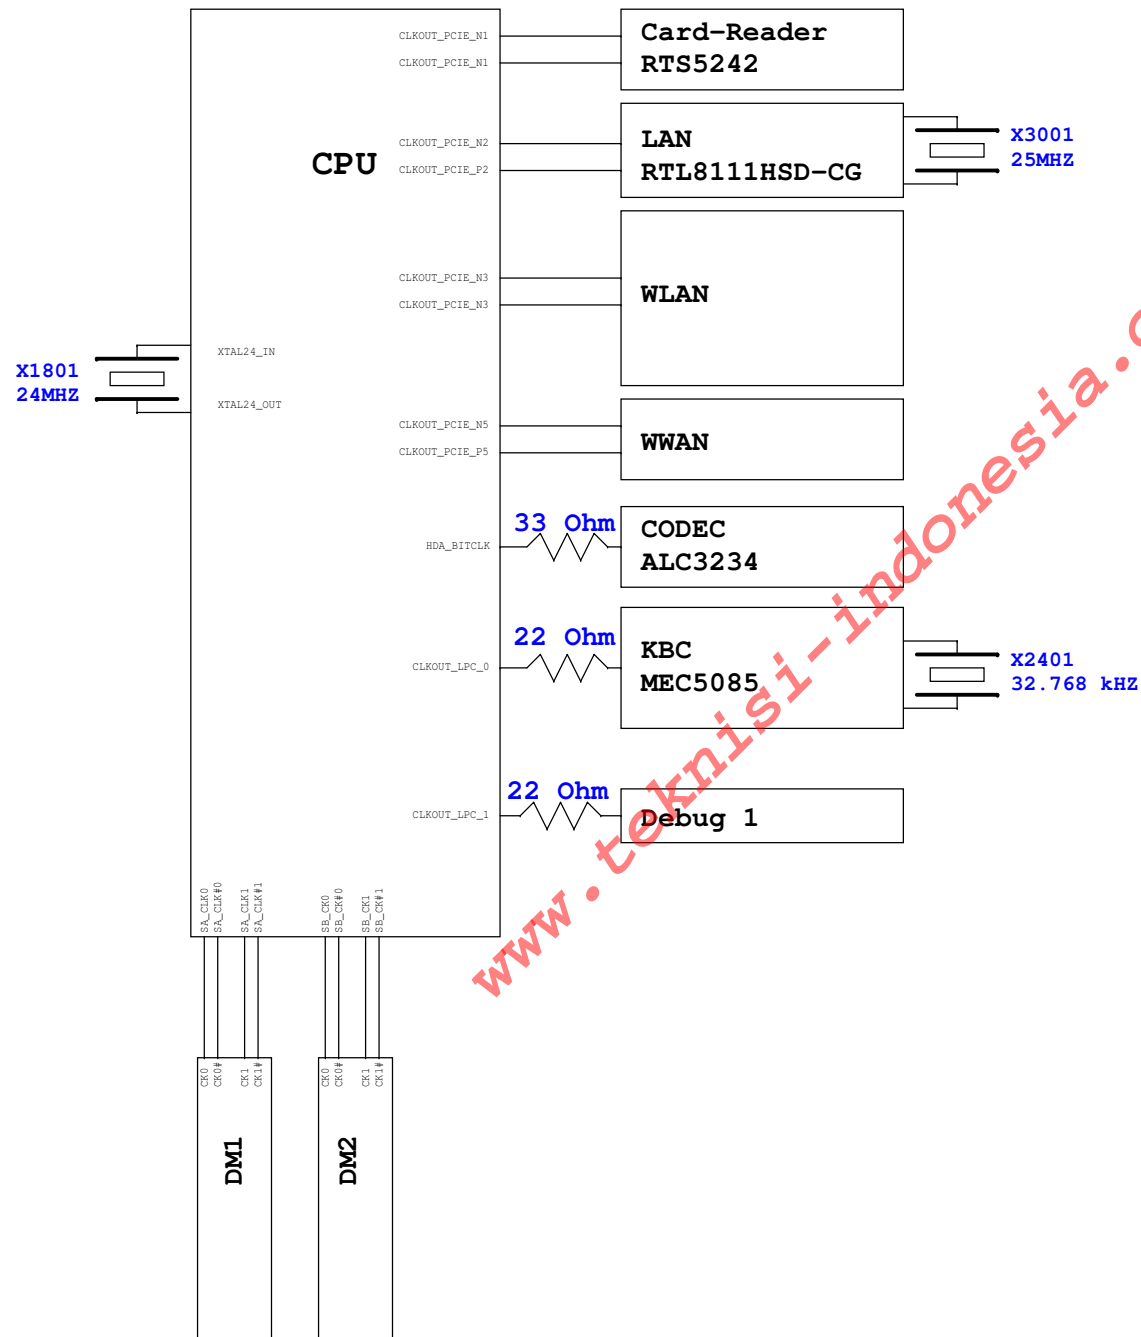 CLKOUT_PCIE_N1
CLKOUT_PCIE_N1
Card-Reader
RTS5242
CPU
CLKOUT_PCIE_N2
CLKOUT_PCIE_P2
LAN
RTL8111HSD-CG
X3001
25MHZ
CLKOUT_PCIE_N3
CLKOUT_PCIE_N3
WLAN
X1801
24MHZ
XTAL24_IN
XTAL24_OUT
CLKOUT_PCIE_N5
CLKOUT_PCIE_P5
WWAN
HDA_BITCLK
33 Ohm
CODEC
ALC3234
CLKOUT_LPC_0
22 Ohm
KBC
MEC5085
X2401
32.768 kHZ
CLKOUT_LPC_1
22 Ohm
Debug 1
SA_CLK0
SA_CLK#0
SA_CLK1
SA_CLK#1
SB_CK0
SB_CK#0
SB_CK1
SB_CK#1
CK0
CK0#
CK1
CK1#
CK0
CK0#
CK1
CK1#
DM1
DM2
www.teknisi-indonesia.c